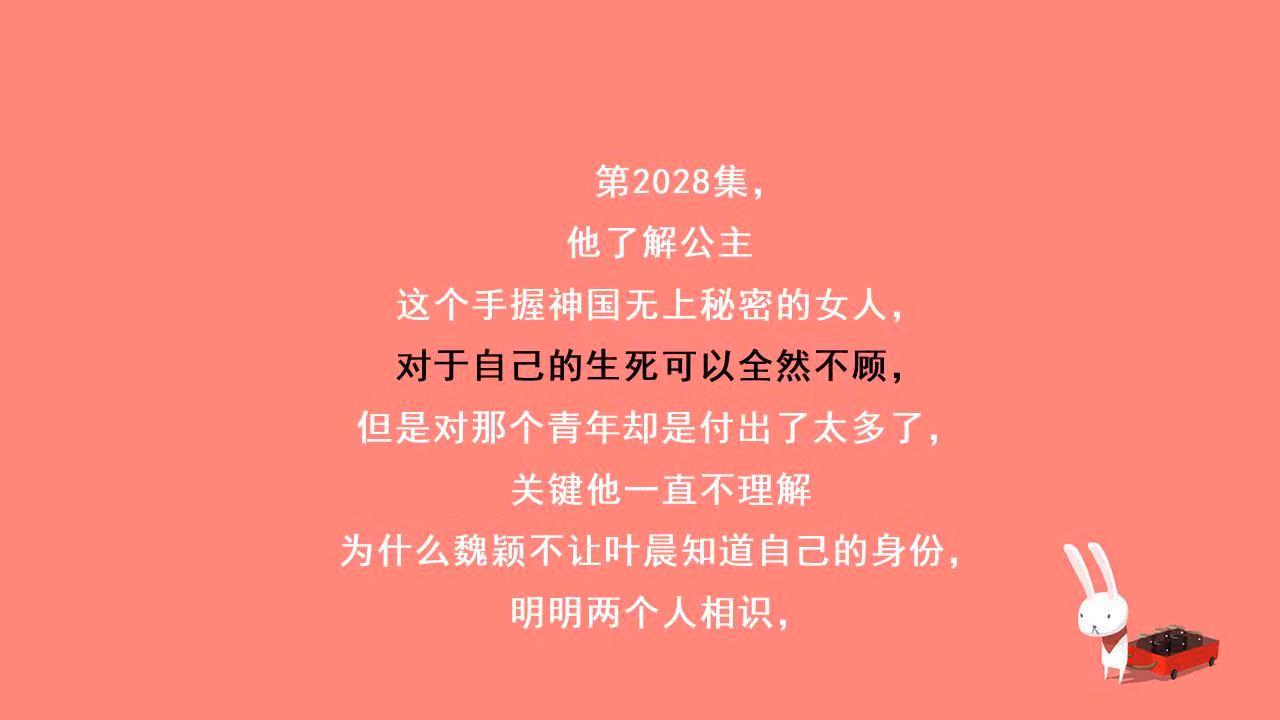 第2028集，
他了解公主
这个手握神国无上秘密的女人，
对于自己的生死可以全然不顾，
但是对那个青年却是付出了太多了，
关键他一直不理解
为什么魏颖不让叶晨知道自己的身份，
明明两个人相识，